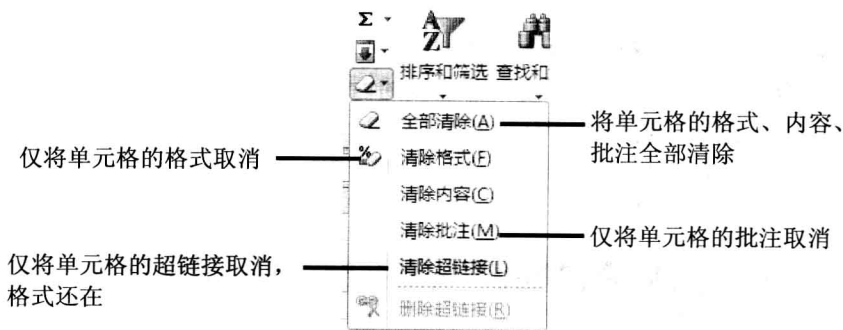 Σ
排序和筛选 查找和
全部清除(A)
将单元格的格式、内容、
批注全部清除
仅将单元格的格式取消
清除格式(F)
清除内容(C)
清除批注(M)
仅将单元格的批注取消
仅将单元格的超链接取消，
格式还在
清除超链接(L)
删除超链接(R)